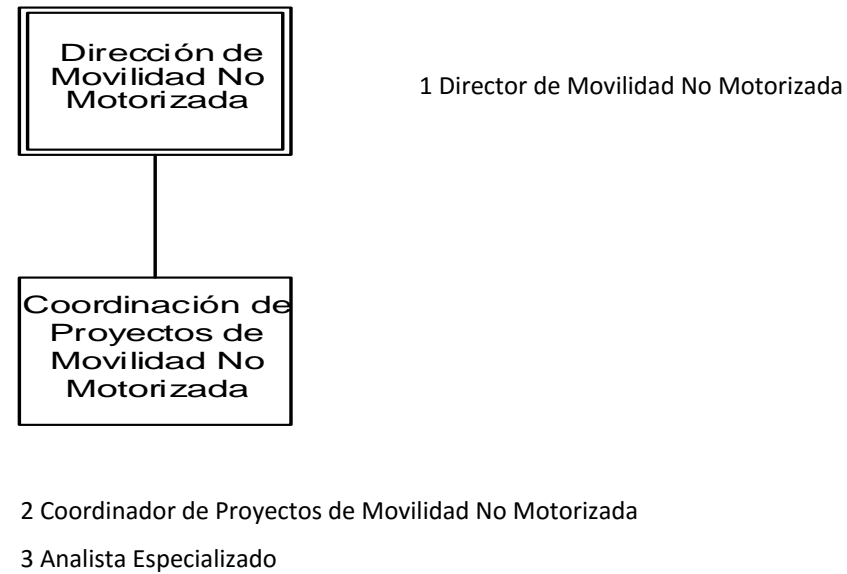 Dirección de
Movilidad No
Motorizada
1 Director de Movilidad No Motorizada
Coordinación de
Proyectos de
Movilidad No
Motorizada
2 Coordinador de Proyectos de Movilidad No Motorizada
3 Analista Especializado